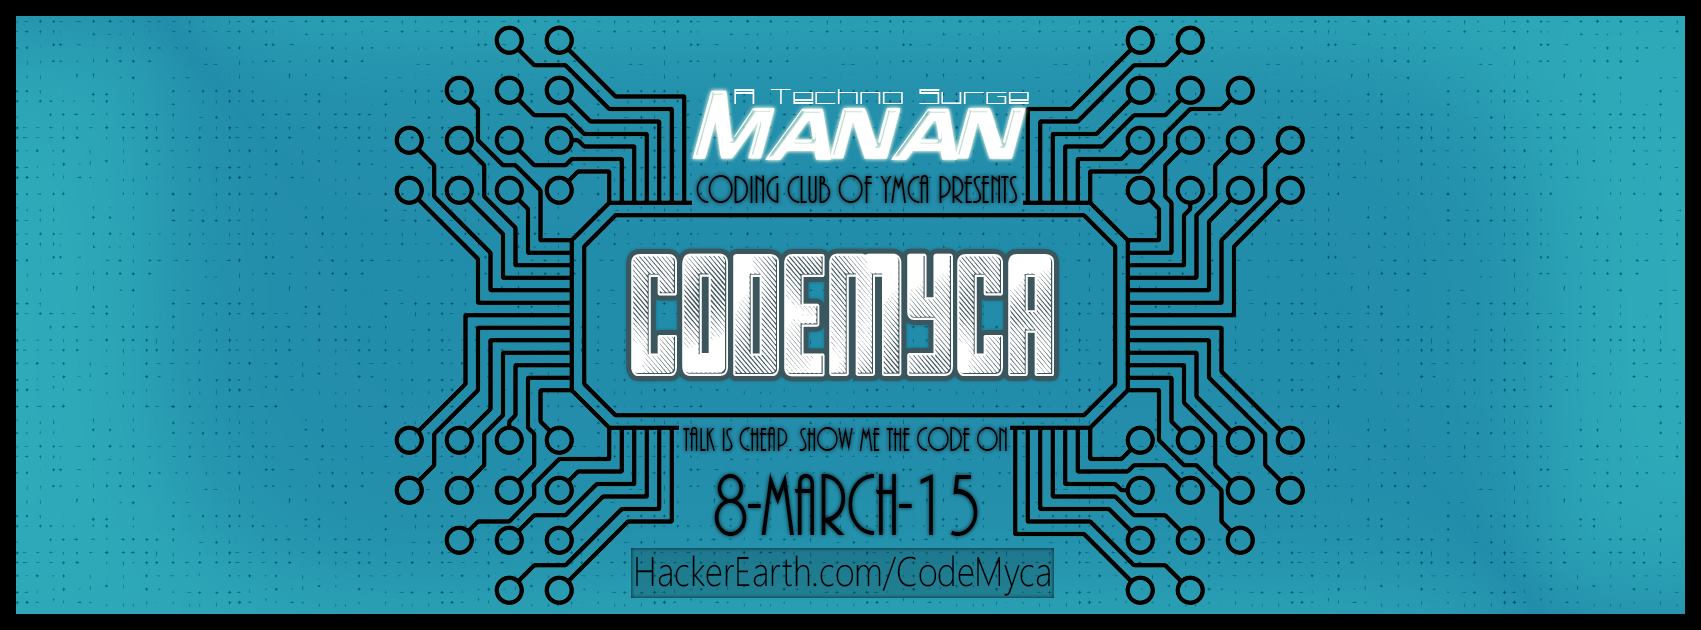 A Techno Surge
MANAN
CODING CLUB OF YMCA PRESENTS
CODEMYCA
TALK IS CHEAP. SHOW ME THE CODE ON
8-MARCH-15
HackerEarth.com/CodeMyca